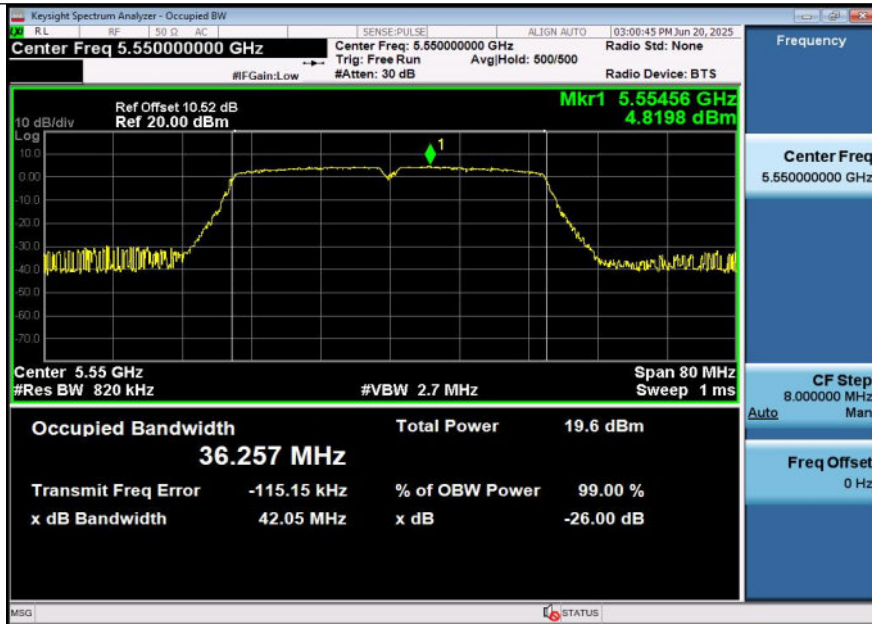 Keysight Spectrum Analyzer - Occupied BW
RL RF 50 Ω AC SENSE:PULSE ALIGN AUTO 03:00:45 PM Jun 20, 2025
Center Freq 5.550000000 GHz
Center Freq: 5.550000000 GHz Radio Std: None
Trig: Free Run Avg|Hold: 500/500
#IFGain:Low #Atten: 30 dB Radio Device: BTS
Frequency
Ref Offset 10.52 dB
10 dB/div Ref 20.00 dBm
Mkr1 5.55456 GHz
4.8198 dBm
Log
10.0
0.00
-10.0
-20.0
-30.0
-40.0
-50.0
-60.0
-70.0
1
Center 5.55 GHz Span 80 MHz
#Res BW 820 kHz #VBW 2.7 MHz Sweep 1 ms
Occupied Bandwidth Total Power 19.6 dBm
36.257 MHz
Transmit Freq Error -115.15 kHz % of OBW Power 99.00 %
x dB Bandwidth 42.05 MHz x dB -26.00 dB
Center Freq
5.550000000 GHz
CF Step
8.000000 MHz
Auto Man
Freq Offset
0 Hz
MSG STATUS